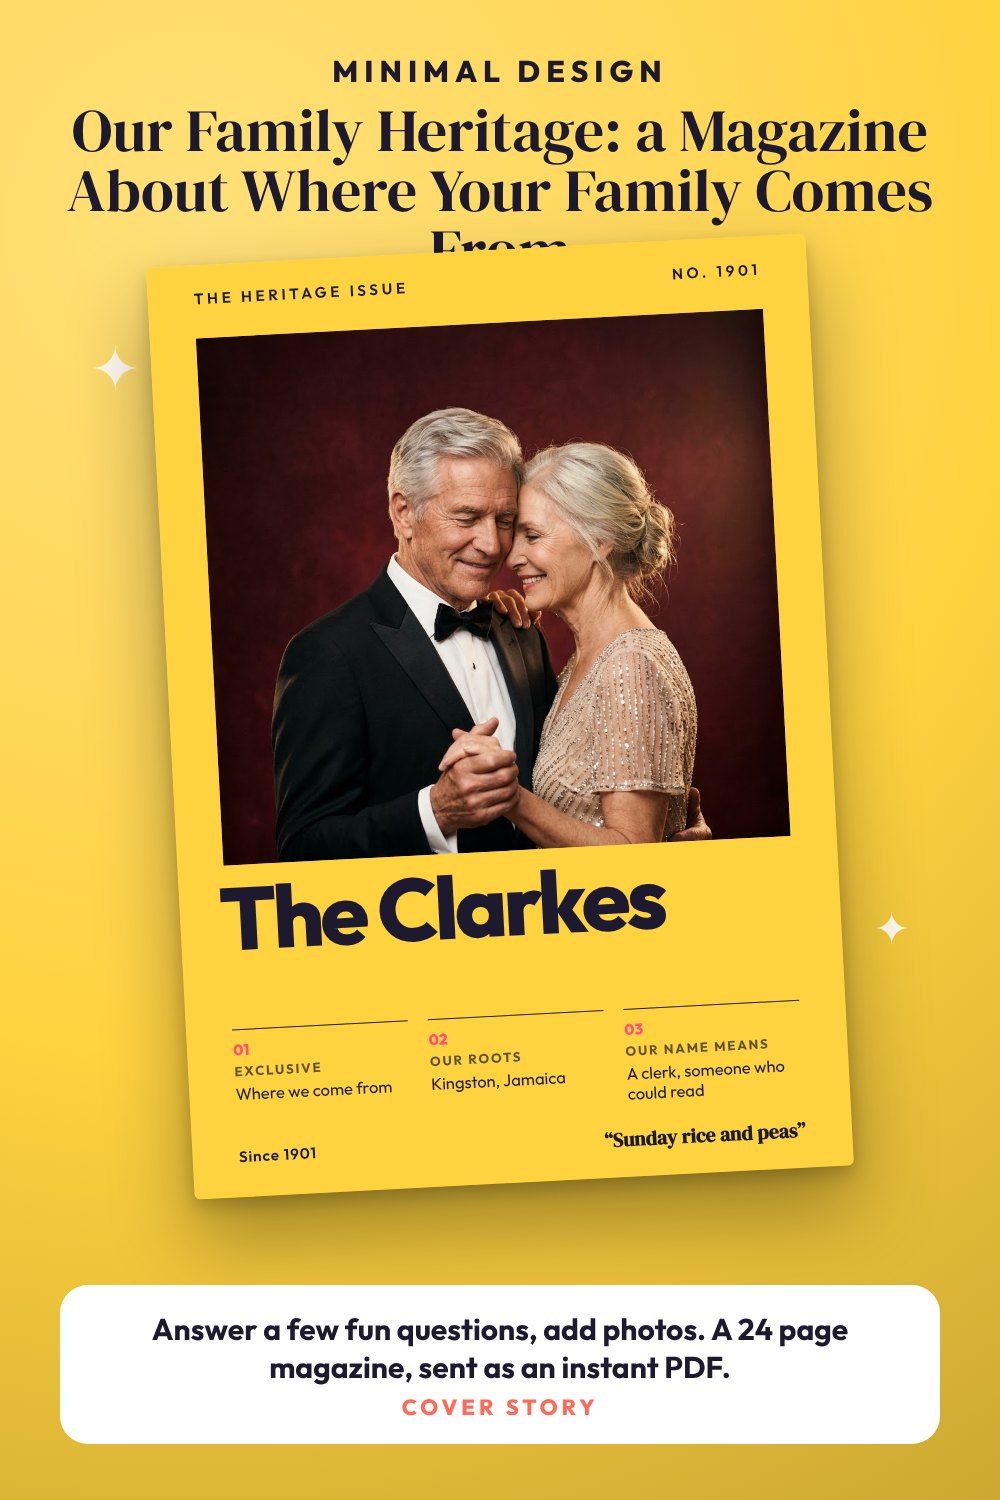 MINIMAL DESIGN
Our Family Heritage: a Magazine
About Where Your Family Comes
From
THE HERITAGE ISSUE
NO. 1901
The Clarkes
01
EXCLUSIVE
Where we come from
02
OUR ROOTS
Kingston, Jamaica
03
OUR NAME MEANS
A clerk, someone who
could read
Since 1901
“Sunday rice and peas”
Answer a few fun questions, add photos. A 24 page
magazine, sent as an instant PDF.
COVER STORY